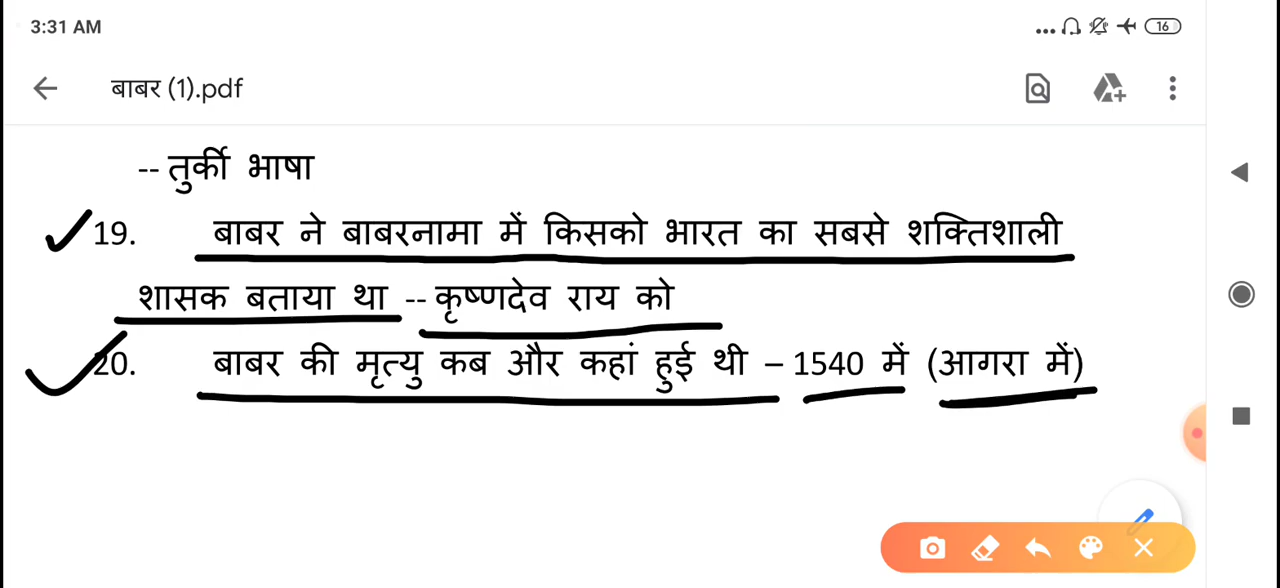 3:31 AM
16
बाबर (1).pdf
-- तुर्की भाषा
19. बाबर ने बाबरनामा में किसको भारत का सबसे शक्तिशाली
शासक बताया था -- कृष्णदेव राय को
20. बाबर की मृत्यु कब और कहां हुई थी – 1540 में (आगरा में)